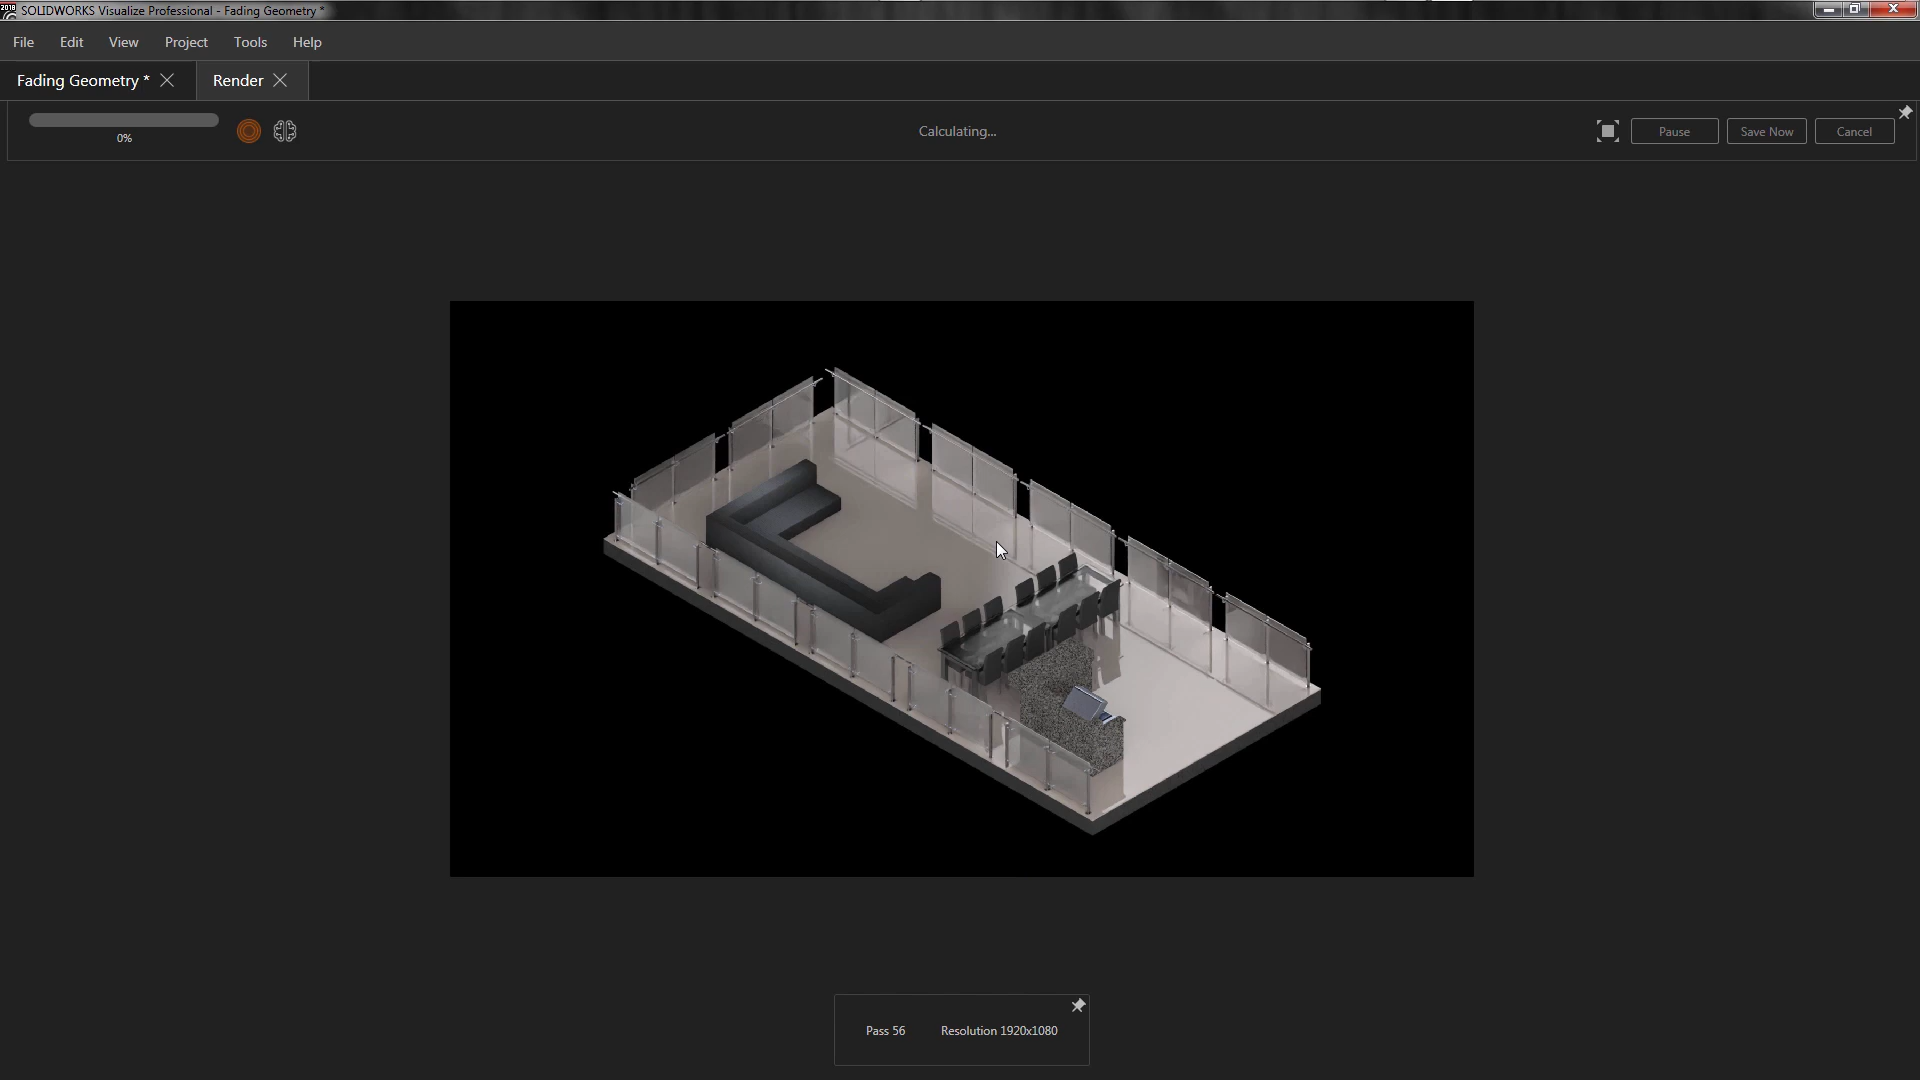 2018
SOLIDWORKS Visualize Professional - Fading Geometry *
File Edit View Project Tools Help
Fading Geometry * Render
0%
Calculating...
Pause Save Now Cancel
Pass 56 Resolution 1920x1080